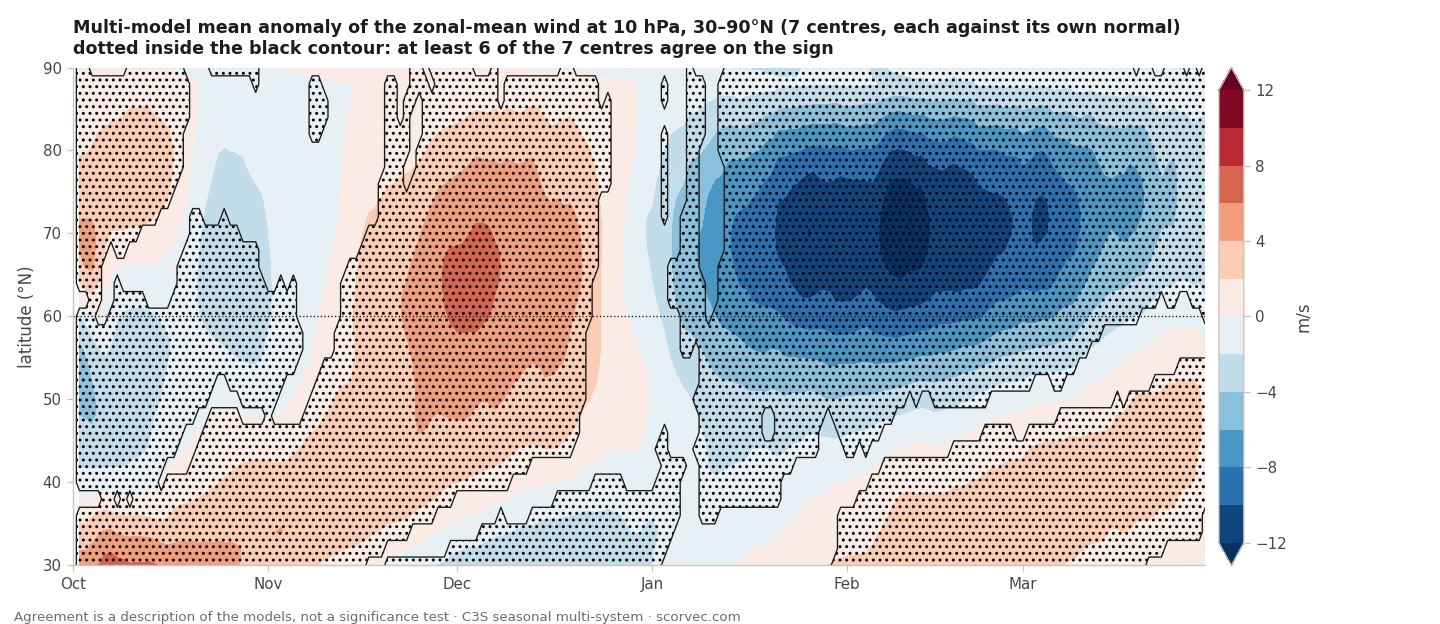 Multi-model mean anomaly of the zonal-mean wind at 10 hPa, 30–90°N (7 centres, each against its own normal)
dotted inside the black contour: at least 6 of the 7 centres agree on the sign
90
80
70
60
50
40
30
latitude (°N)
Oct Nov Dec Jan Feb Mar
12
8
4
0
−4
−8
−12
m/s
Agreement is a description of the models, not a significance test · C3S seasonal multi-system · scorvec.com